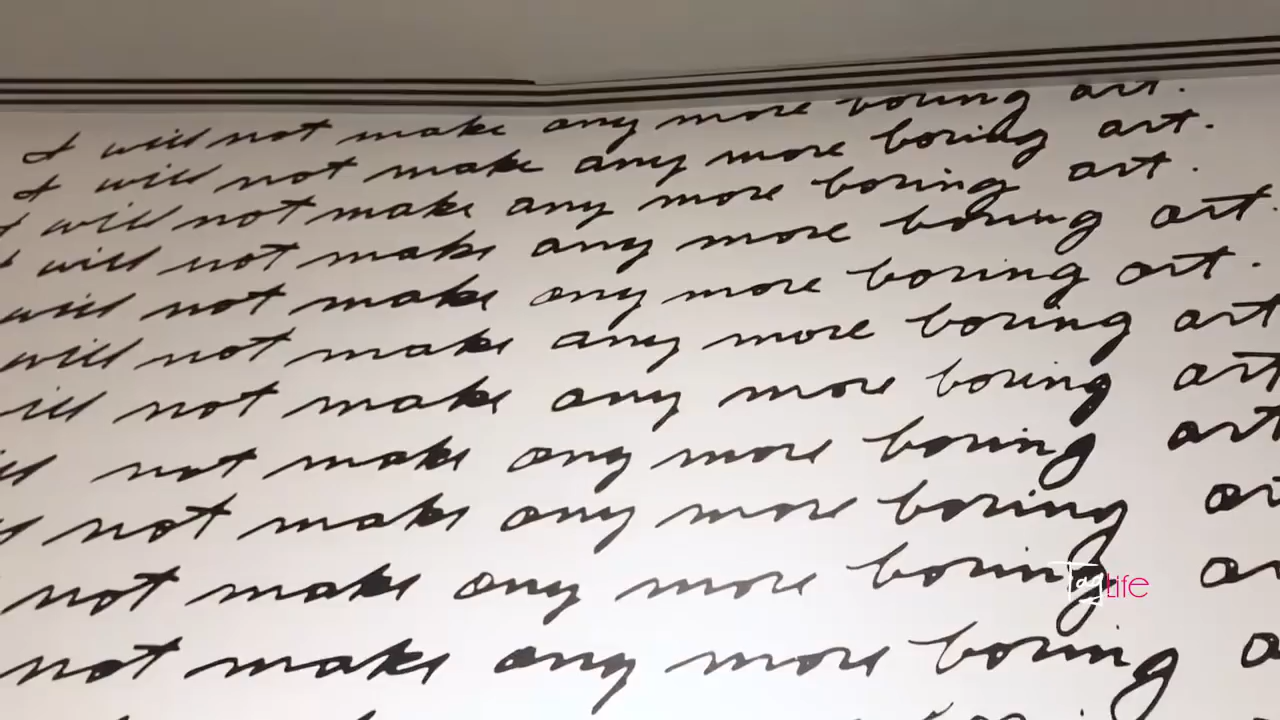 I will not make any more boring art.
I will not make any more boring art.
I will not make any more boring art.
I will not make any more boring art.
will not make any more boring art.
will not make any more boring art
will not make any more boring art
not make any more boring art
not make any more boring
not make any more boring
not make any more boring
TagLife